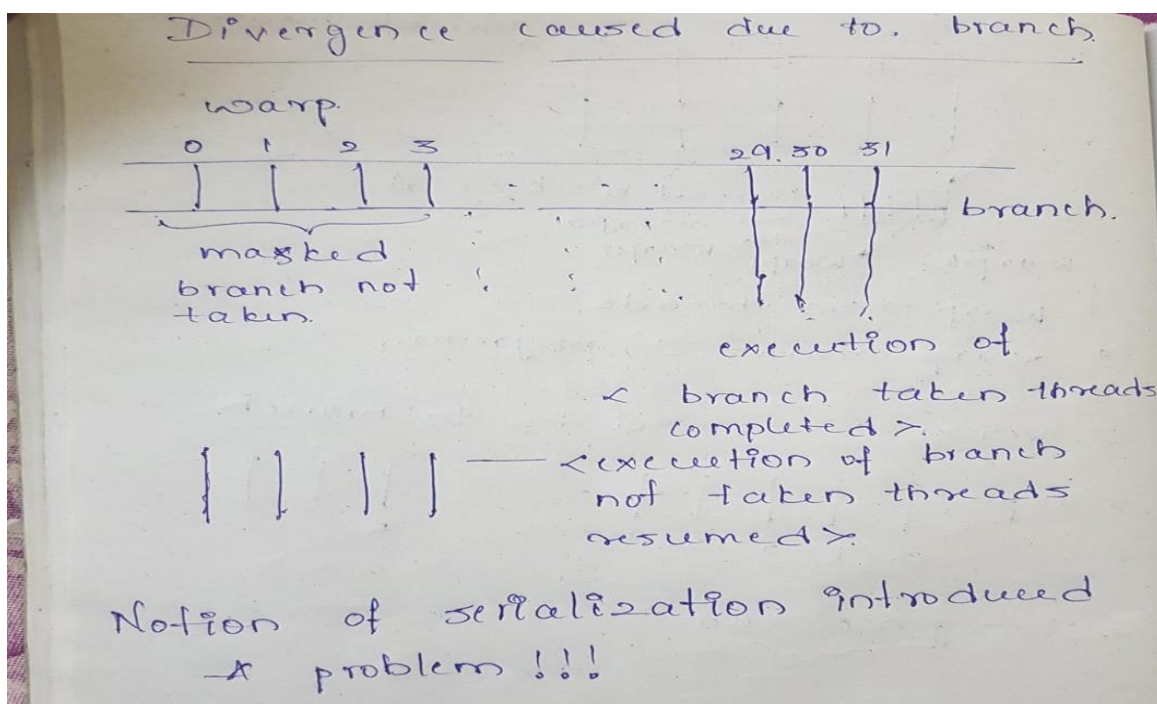 Divergence caused due to. branch.
warp.
0 1 2 3 29. 30 31
branch.
masked
branch not
taken.
execution of
< branch taken threads
completed >.
<execution of branch
not taken threads
resumed>.
Notion of serialization introduced
A problem !!!